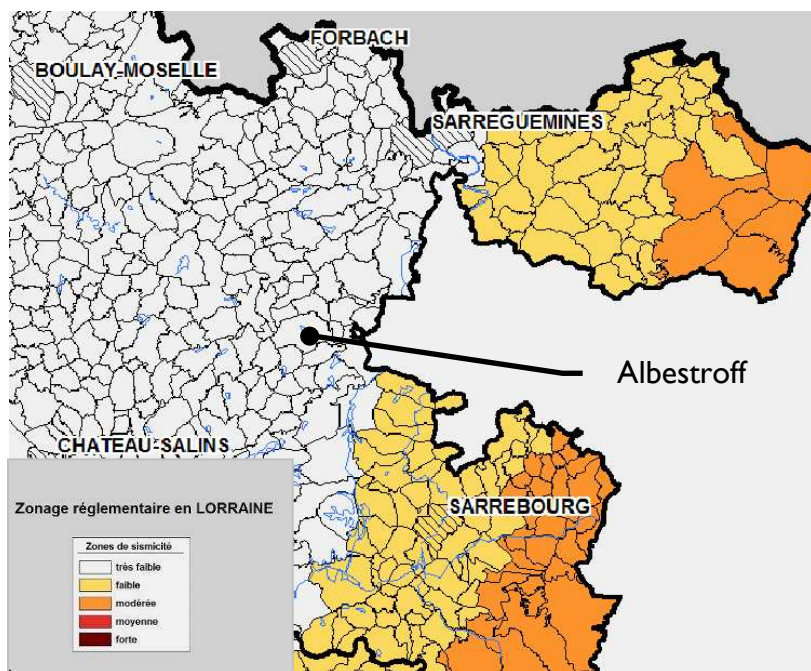 FORBACH
BOULAY-MOSELLE
SARREGUEMINES
Albestroff
CHATEAU-SALINS
SARREBOURG
Zonage réglementaire en LORRAINE
Zones de sismicité
très faible
faible
modérée
moyenne
forte